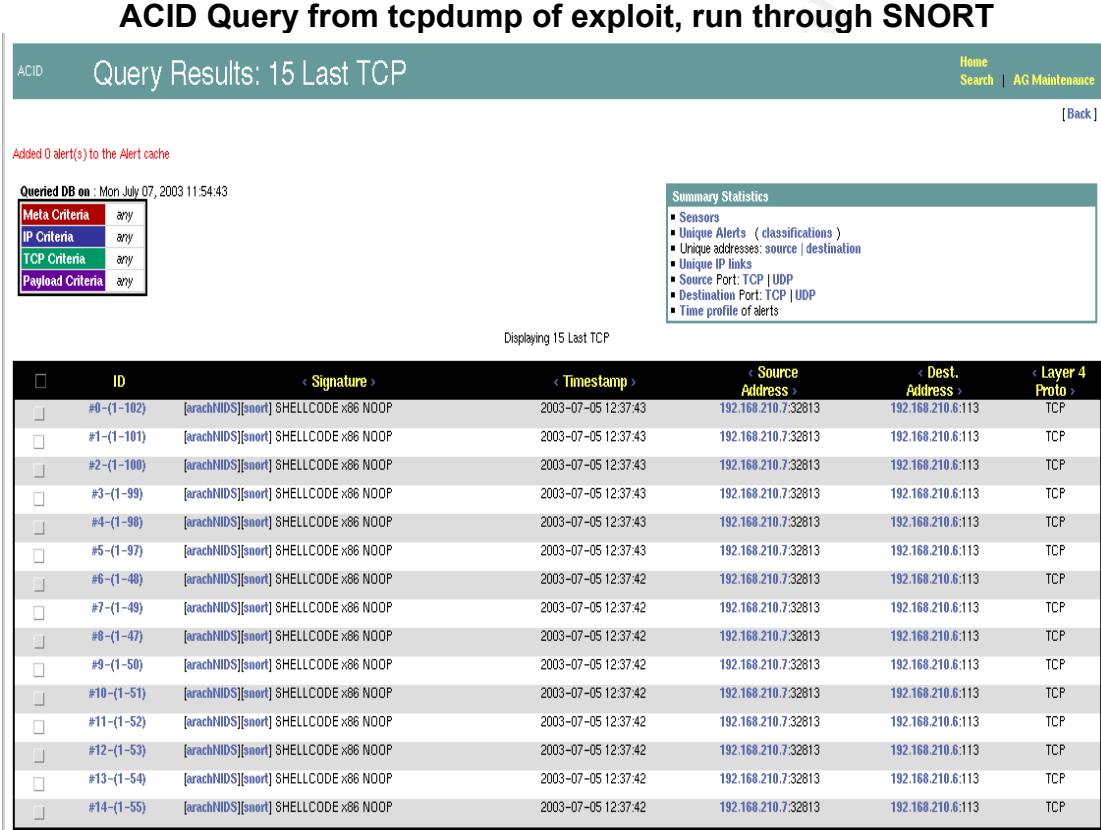 ACID Query from tcpdump of exploit, run through SNORT
ACID Query Results: 15 Last TCP
Home
Search | AG Maintenance
[ Back ]
Added 0 alert(s) to the Alert cache
Queried DB on : Mon July 07, 2003 11:54:43
Meta Criteria any
IP Criteria any
TCP Criteria any
Payload Criteria any
Summary Statistics
Sensors
Unique Alerts ( classifications )
Unique addresses: source | destination
Unique IP links
Source Port: TCP | UDP
Destination Port: TCP | UDP
Time profile of alerts
Displaying 15 Last TCP
ID < Signature > < Timestamp > < Source Address > < Dest. Address > < Layer 4 Proto >
#0-(1-102) [arachNIDS][snort] SHELLCODE x86 NOOP 2003-07-05 12:37:43 192.168.210.7:32813 192.168.210.6:113 TCP
#1-(1-101) [arachNIDS][snort] SHELLCODE x86 NOOP 2003-07-05 12:37:43 192.168.210.7:32813 192.168.210.6:113 TCP
#2-(1-100) [arachNIDS][snort] SHELLCODE x86 NOOP 2003-07-05 12:37:43 192.168.210.7:32813 192.168.210.6:113 TCP
#3-(1-99) [arachNIDS][snort] SHELLCODE x86 NOOP 2003-07-05 12:37:43 192.168.210.7:32813 192.168.210.6:113 TCP
#4-(1-98) [arachNIDS][snort] SHELLCODE x86 NOOP 2003-07-05 12:37:43 192.168.210.7:32813 192.168.210.6:113 TCP
#5-(1-97) [arachNIDS][snort] SHELLCODE x86 NOOP 2003-07-05 12:37:43 192.168.210.7:32813 192.168.210.6:113 TCP
#6-(1-48) [arachNIDS][snort] SHELLCODE x86 NOOP 2003-07-05 12:37:42 192.168.210.7:32813 192.168.210.6:113 TCP
#7-(1-49) [arachNIDS][snort] SHELLCODE x86 NOOP 2003-07-05 12:37:42 192.168.210.7:32813 192.168.210.6:113 TCP
#8-(1-47) [arachNIDS][snort] SHELLCODE x86 NOOP 2003-07-05 12:37:42 192.168.210.7:32813 192.168.210.6:113 TCP
#9-(1-50) [arachNIDS][snort] SHELLCODE x86 NOOP 2003-07-05 12:37:42 192.168.210.7:32813 192.168.210.6:113 TCP
#10-(1-51) [arachNIDS][snort] SHELLCODE x86 NOOP 2003-07-05 12:37:42 192.168.210.7:32813 192.168.210.6:113 TCP
#11-(1-52) [arachNIDS][snort] SHELLCODE x86 NOOP 2003-07-05 12:37:42 192.168.210.7:32813 192.168.210.6:113 TCP
#12-(1-53) [arachNIDS][snort] SHELLCODE x86 NOOP 2003-07-05 12:37:42 192.168.210.7:32813 192.168.210.6:113 TCP
#13-(1-54) [arachNIDS][snort] SHELLCODE x86 NOOP 2003-07-05 12:37:42 192.168.210.7:32813 192.168.210.6:113 TCP
#14-(1-55) [arachNIDS][snort] SHELLCODE x86 NOOP 2003-07-05 12:37:42 192.168.210.7:32813 192.168.210.6:113 TCP